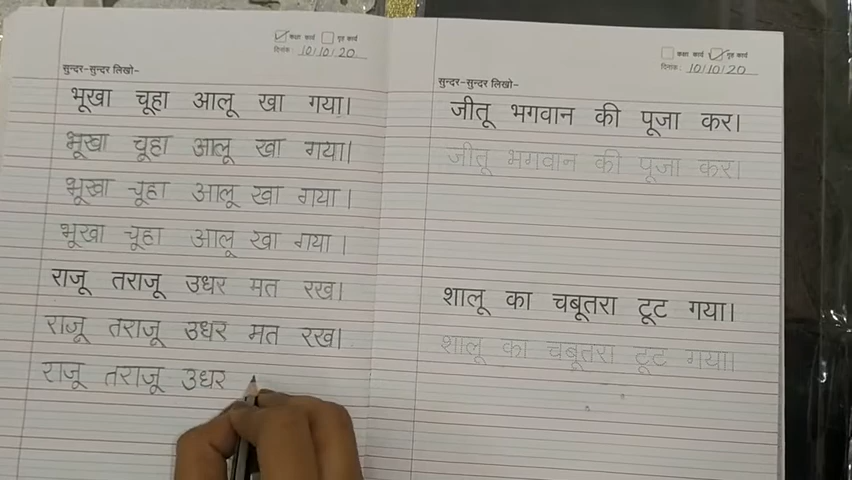 कक्षा कार्य गृह कार्य
दिनांक : 10/10/20
सुन्दर-सुन्दर लिखो-
भूखा चूहा आलू खा गया।
भूखा चूहा आलू खा गया।
भूखा चूहा आलू खा गया।
भूखा चूहा आलू खा गया।
राजू तराजू उधर मत रख।
राजू तराजू उधर मत रख।
राजू तराजू उधर
कक्षा कार्य गृह कार्य
दिनांक : 10/10/20
सुन्दर-सुन्दर लिखो-
जीतू भगवान की पूजा कर।
जीतू भगवान की पूजा कर।
शालू का चबूतरा टूट गया।
शालू का चबूतरा टूट गया।